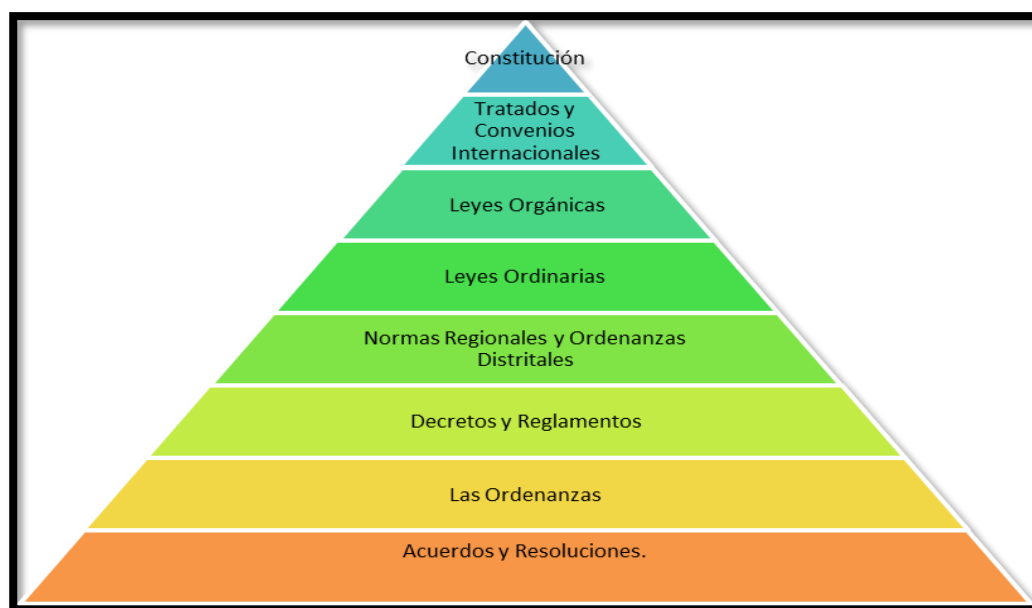 Constitución
Tratados y
Convenios
Internacionales
Leyes Orgánicas
Leyes Ordinarias
Normas Regionales y Ordenanzas
Distritales
Decretos y Reglamentos
Las Ordenanzas
Acuerdos y Resoluciones.